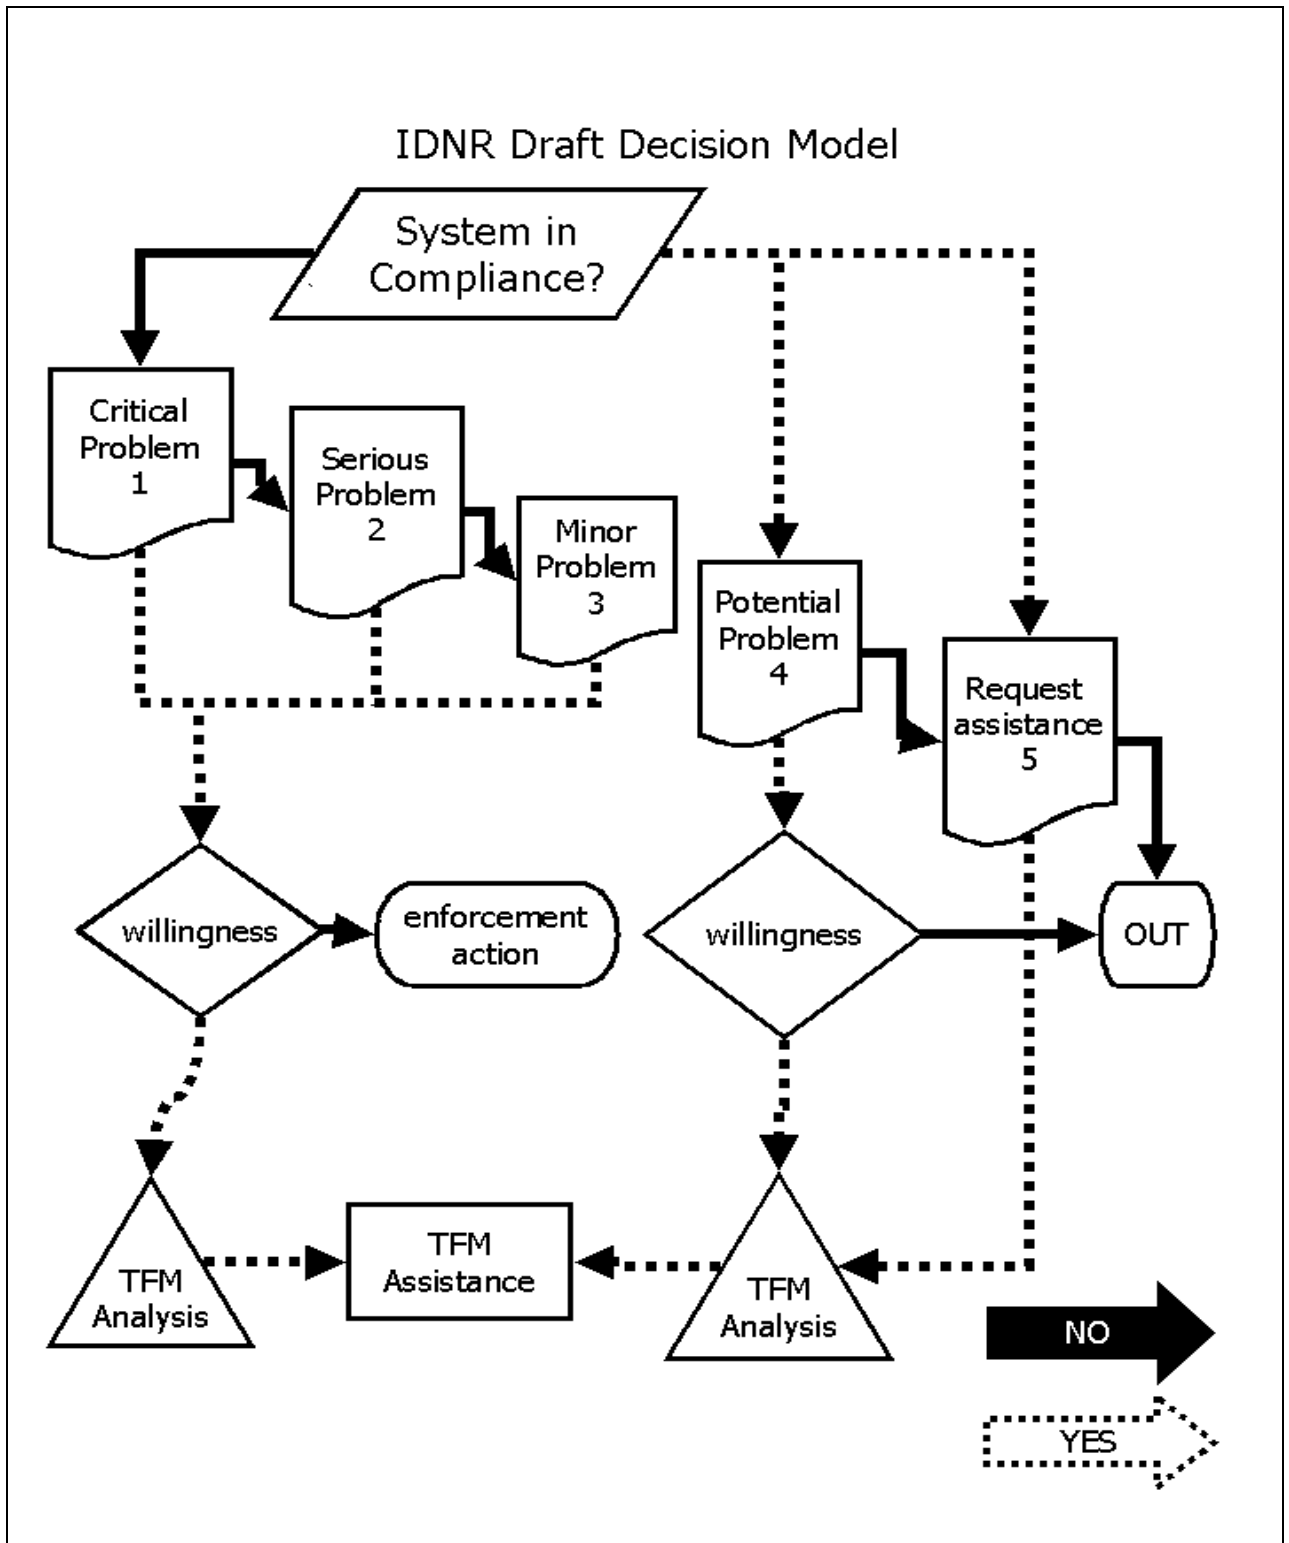 IDNR Draft Decision Model
System in
Compliance?
Critical
Problem
1
Serious
Problem
2
Minor
Problem
3
Potential
Problem
4
Request
assistance
5
willingness
enforcement
action
willingness
OUT
TFM
Analysis
TFM
Assistance
TFM
Analysis
NO
YES